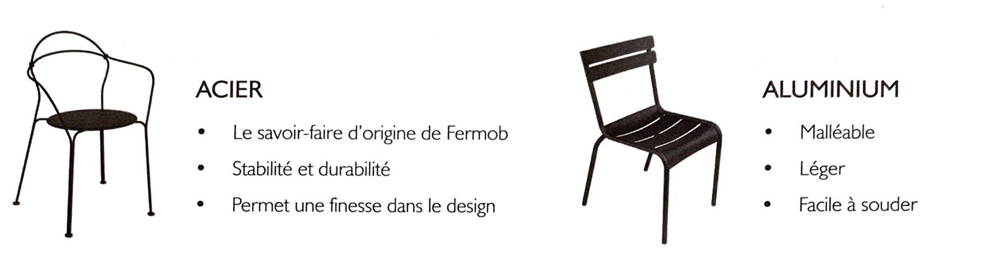 ACIER
• Le savoir-faire d'origine de Fermob
• Stabilité et durabilité
• Permet une finesse dans le design
ALUMINIUM
• Malléable
• Léger
• Facile à souder